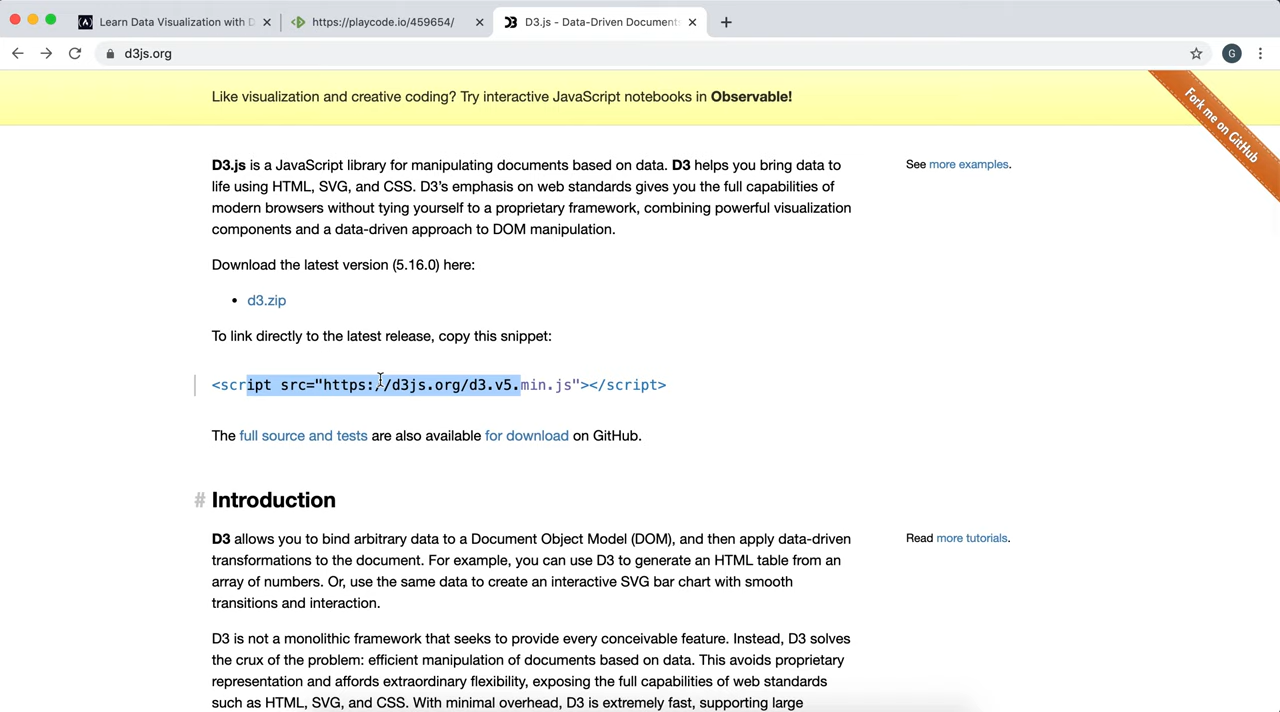 Learn Data Visualization with D
https://playcode.io/459654/
D3.js - Data-Driven Document
d3js.org
G
Like visualization and creative coding? Try interactive JavaScript notebooks in Observable!
Fork me on GitHub
D3.js is a JavaScript library for manipulating documents based on data. D3 helps you bring data to
life using HTML, SVG, and CSS. D3’s emphasis on web standards gives you the full capabilities of
modern browsers without tying yourself to a proprietary framework, combining powerful visualization
components and a data-driven approach to DOM manipulation.
See more examples.
Download the latest version (5.16.0) here:
• d3.zip
To link directly to the latest release, copy this snippet:
<script src="https://d3js.org/d3.v5.min.js"></script>
The full source and tests are also available for download on GitHub.
# Introduction
D3 allows you to bind arbitrary data to a Document Object Model (DOM), and then apply data-driven
transformations to the document. For example, you can use D3 to generate an HTML table from an
array of numbers. Or, use the same data to create an interactive SVG bar chart with smooth
transitions and interaction.
Read more tutorials.
D3 is not a monolithic framework that seeks to provide every conceivable feature. Instead, D3 solves
the crux of the problem: efficient manipulation of documents based on data. This avoids proprietary
representation and affords extraordinary flexibility, exposing the full capabilities of web standards
such as HTML, SVG, and CSS. With minimal overhead, D3 is extremely fast, supporting large